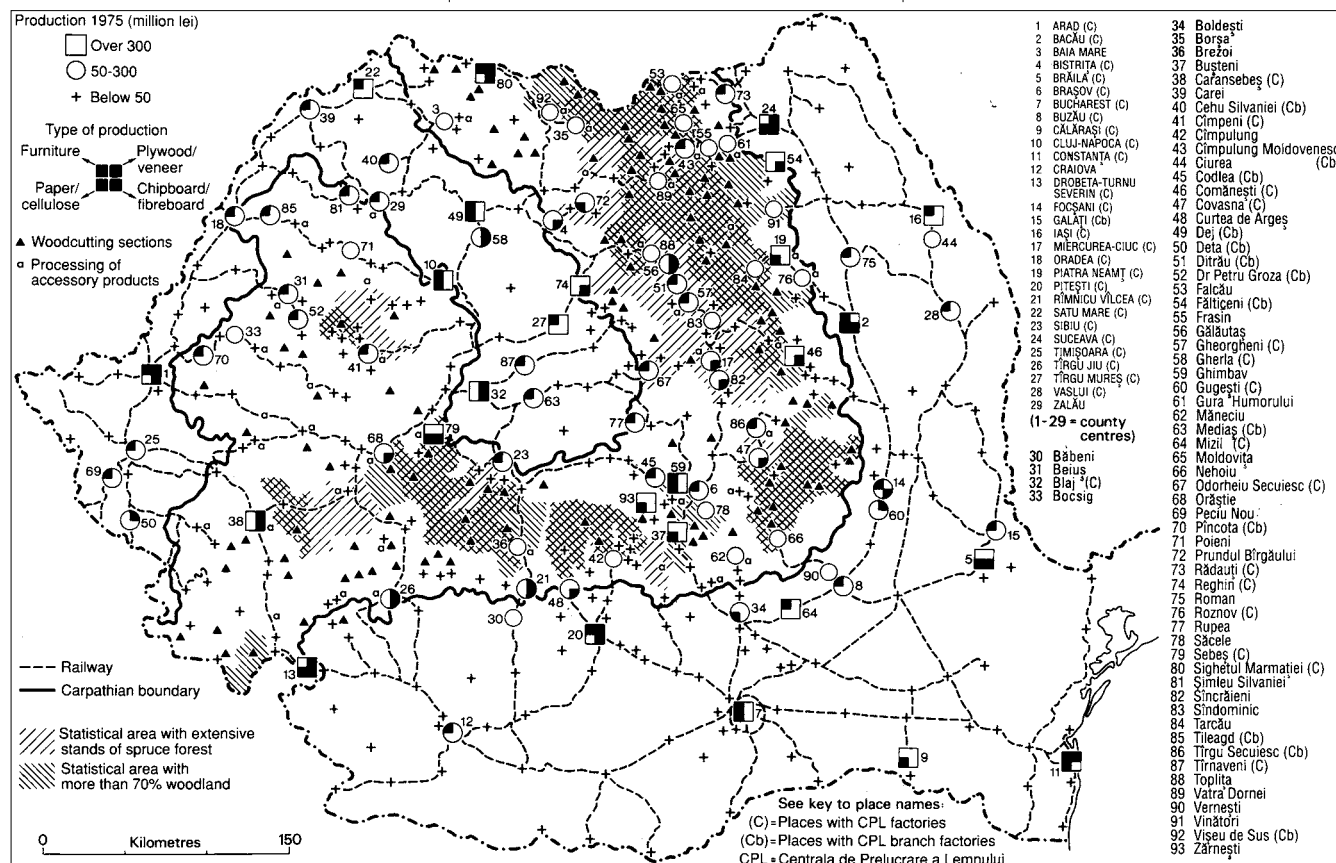 Production 1975 (million lei)
Over 300
50-300
+ Below 50
Type of production
Furniture
Plywood/
veneer
Paper/
cellulose
Chipboard/
fibreboard
▲ Woodcutting sections
Processing of
accessory products
Railway
Carpathian boundary
Statistical area with extensive
stands of spruce forest
Statistical area with
more than 70% woodland
0 Kilometres 150
1 ARAD (C)
2 BACĂU (C)
3 BAIA MARE
4 BISTRIȚA (C)
5 BRĂILA (C)
6 BRAȘOV (C)
7 BUCHAREST (C)
8 BUZĂU (C)
9 CĂLĂRAȘI (C)
10 CLUJ-NAPOCA (C)
11 CONSTANȚA (C)
12 CRAIOVA
13 DROBETA-TURNU
SEVERIN (C)
14 FOCȘANI (C)
15 GALAȚI (Cb)
16 IAȘI (C)
17 MIERCUREA-CIUC (C)
18 ORADEA (C)
19 PIATRA NEAMȚ (C)
20 PITEȘTI (C)
21 RÎMNICU VÎLCEA (C)
22 SATU MARE (C)
23 SIBIU (C)
24 SUCEAVA (C)
25 TIMIȘOARA (C)
26 TÎRGU JIU (C)
27 TÎRGU MUREȘ (C)
28 VASLUI (C)
29 ZALĂU
(1-29 = county
centres)
30 Băbeni
31 Beiuș
32 Blaj (C)
33 Bocsig
34 Boldești
35 Borșa
36 Brezoi
37 Bușteni
38 Caransebeș (C)
39 Carei
40 Cehu Silvaniei (Cb)
41 Cîmpeni (C)
42 Cîmpulung
43 Cîmpulung Moldovenesc
44 Ciurea (Cb)
45 Codlea (Cb)
46 Comănești (C)
47 Covasna (C)
48 Curtea de Argeș
49 Dej (Cb)
50 Deta (Cb)
51 Ditrău (Cb)
52 Dr Petru Groza (Cb)
53 Falcău
54 Fălticeni (Cb)
55 Frasin
56 Gălăutaș
57 Gheorgheni (C)
58 Gherla (C)
59 Ghimbav
60 Gugești (C)
61 Gura Humorului
62 Măneciu
63 Mediaș (Cb)
64 Mizil (C)
65 Moldovița
66 Nehoiu
67 Odorheiu Secuiesc (C)
68 Orăștie
69 Peciu Nou
70 Pîncota (Cb)
71 Poieni
72 Prundul Bîrgăului
73 Rădauți (C)
74 Reghin (C)
75 Roman
76 Roznov (C)
77 Rupea
78 Săcele
79 Sebeș (C)
80 Sighetul Marmației (C)
81 Șimleu Silvaniei
82 Sîncrăieni
83 Sîndominic
84 Tarcău
85 Tileagd (Cb)
86 Tîrgu Secuiesc (Cb)
87 Tîrnaveni (C)
88 Toplița
89 Vatra Dornei
90 Vernești
91 Vinători
92 Vișeu de Sus (Cb)
93 Zărnești
See key to place names:
(C)=Places with CPL factories
(Cb)=Places with CPL branch factories
CPL = Centrala de Prelucrare a Lemnului